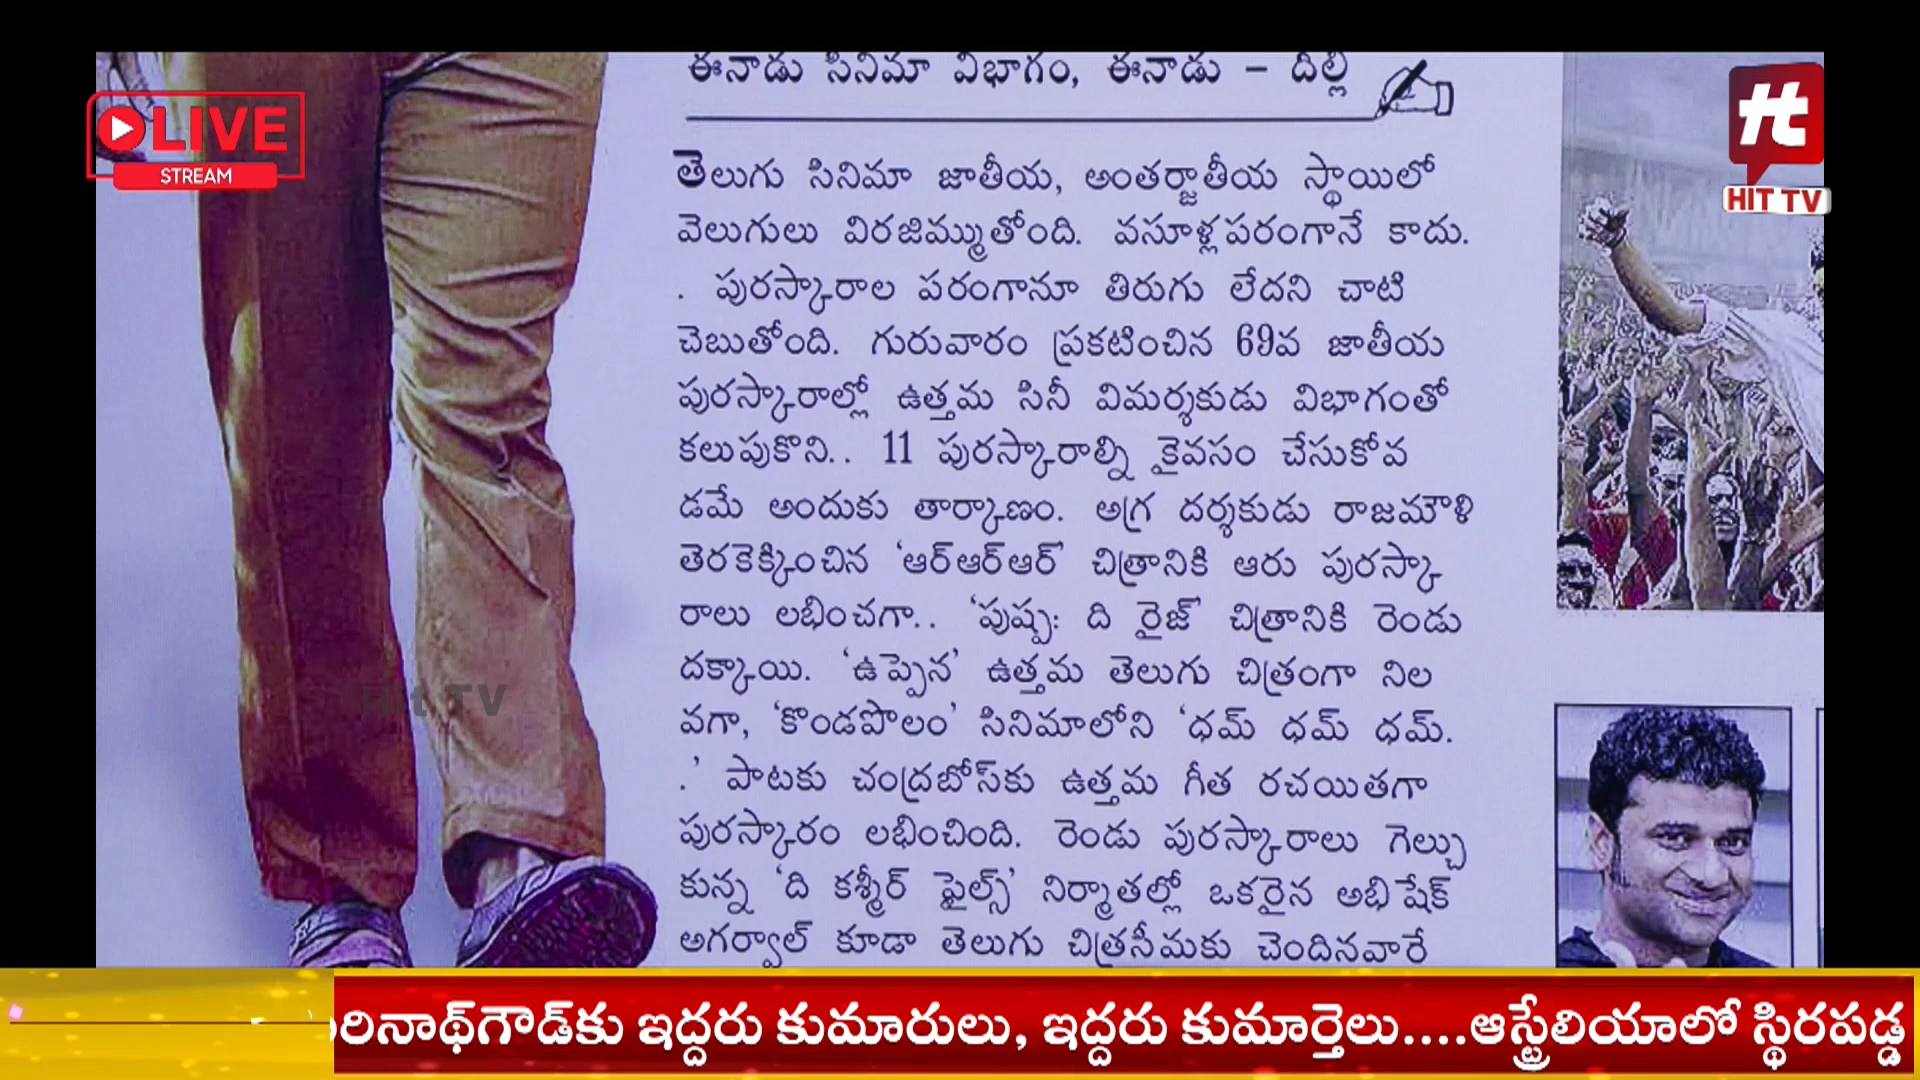 ఈనాడు సినిమా విభాగం, ఈనాడు - దిల్లీ
LIVE
STREAM
HIT TV
తెలుగు సినిమా జాతీయ, అంతర్జాతీయ స్థాయిలో
వెలుగులు విరజిమ్ముతోంది. వసూళ్లపరంగానే కాదు.
. పురస్కారాల పరంగానూ తిరుగు లేదని చాటి
చెబుతోంది. గురువారం ప్రకటించిన 69వ జాతీయ
పురస్కారాల్లో ఉత్తమ సినీ విమర్శకుడు విభాగంతో
కలుపుకొని.. 11 పురస్కారాల్ని కైవసం చేసుకోవ
డమే అందుకు తార్కాణం. అగ్ర దర్శకుడు రాజమౌళి
తెరకెక్కించిన ‘ఆర్ఆర్ఆర్’ చిత్రానికి ఆరు పురస్కా
రాలు లభించగా.. ‘పుష్ప: ది రైజ్’ చిత్రానికి రెండు
దక్కాయి. ‘ఉప్పెన’ ఉత్తమ తెలుగు చిత్రంగా నిల
వగా, ‘కొండపొలం’ సినిమాలోని ‘ధమ్ ధమ్ ధమ్.
.’ పాటకు చంద్రబోస్‌కు ఉత్తమ గీత రచయితగా
పురస్కారం లభించింది. రెండు పురస్కారాలు గెల్చు
కున్న ‘ది కశ్మీర్ ఫైల్స్’ నిర్మాతల్లో ఒకరైన అభిషేక్
అగర్వాల్ కూడా తెలుగు చిత్రసీమకు చెందినవారే
Hit TV
రినాథ్‌గౌడ్‌కు ఇద్దరు కుమారులు, ఇద్దరు కుమార్తెలు....ఆస్ట్రేలియాలో స్థిరపడ్డ